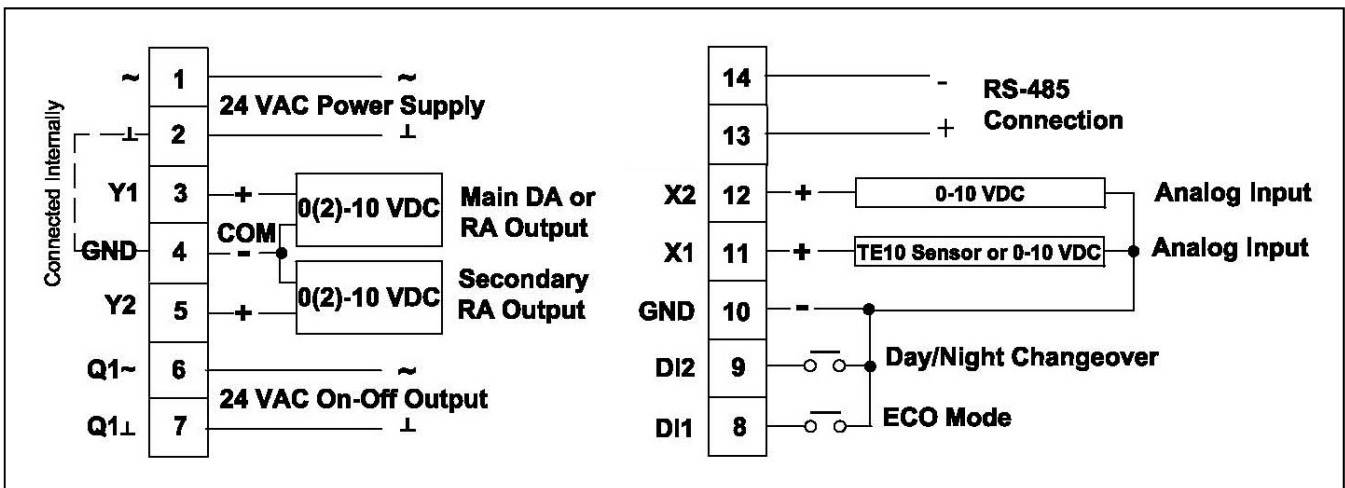 ~ 1 ~
24 VAC Power Supply
⊥ 2 ⊥
Connected Internally
Y1 3 + 0(2)-10 VDC Main DA or
RA Output
COM
GND 4 -
Y2 5 + 0(2)-10 VDC Secondary
RA Output
Q1~ 6 ~
24 VAC On-Off Output
Q1⊥ 7 ⊥
14 - RS-485
Connection
13 +
X2 12 + 0-10 VDC Analog Input
X1 11 + TE10 Sensor or 0-10 VDC Analog Input
GND 10 -
DI2 9 Day/Night Changeover
DI1 8 ECO Mode